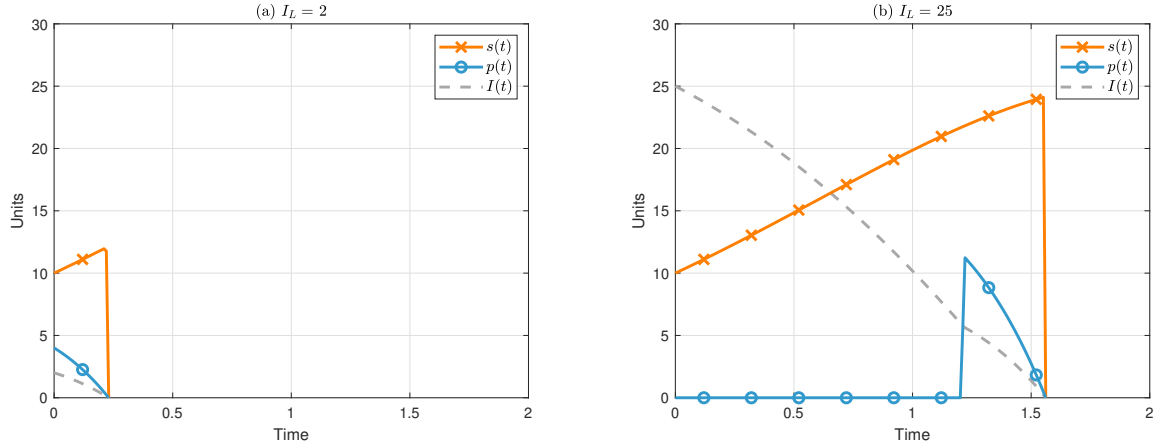 (a) I_L = 2
30
25
20
15
10
5
0
Units
0 0.5 1 1.5 2
Time
s(t)
p(t)
I(t)
(b) I_L = 25
30
25
20
15
10
5
0
Units
0 0.5 1 1.5 2
Time
s(t)
p(t)
I(t)